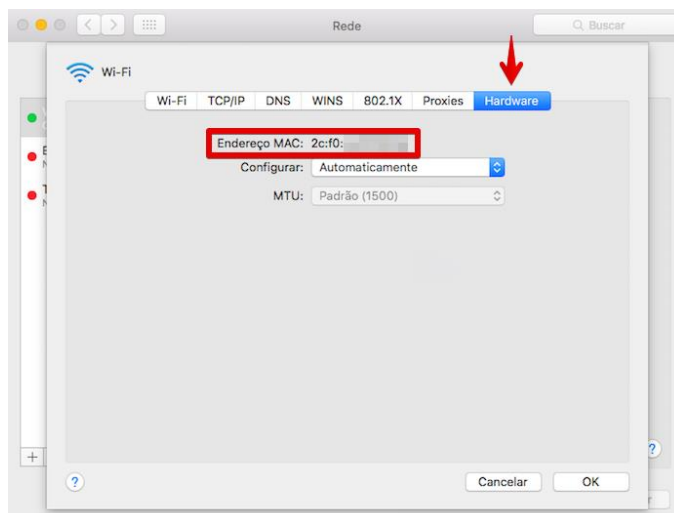 Rede
Buscar
Wi-Fi
Wi-Fi TCP/IP DNS WINS 802.1X Proxies Hardware
Endereço MAC: 2c:f0:
Configurar: Automaticamente
MTU: Padrão (1500)
+
?
?
Cancelar OK